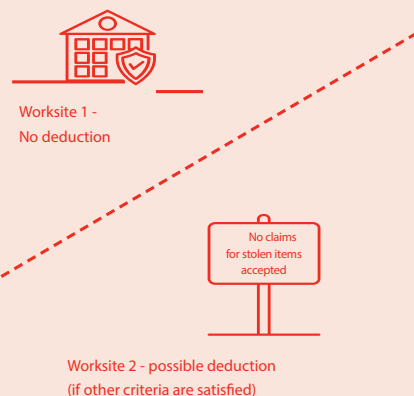 Worksite 1 -
No deduction
No claims
for stolen items
accepted
Worksite 2 - possible deduction
(if other criteria are satisfied)